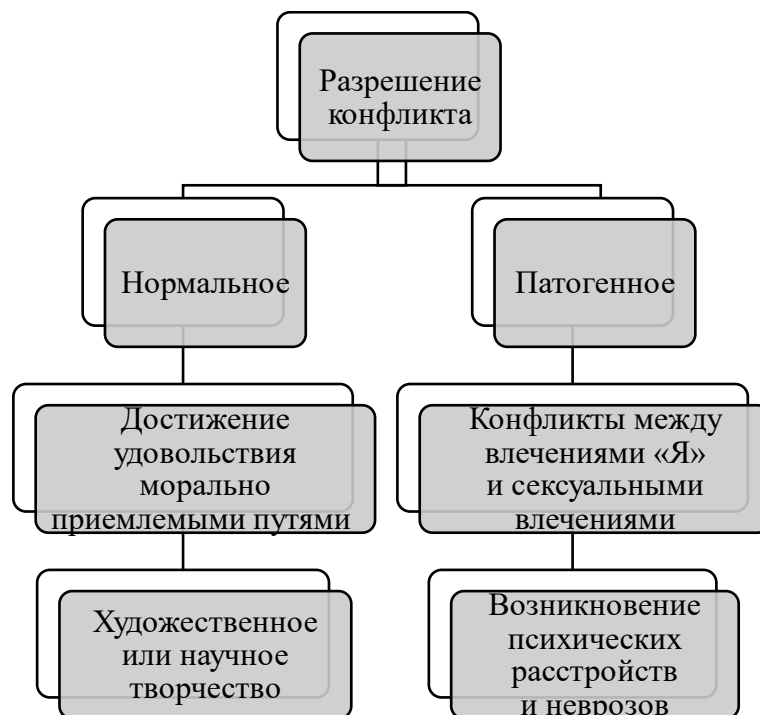 Разрешение
конфликта
Нормальное
Патогенное
Достижение
удовольствия
морально
приемлемыми путями
Конфликты между
влечениями «Я»
и сексуальными
влечениями
Художественное
или научное
творчество
Возникновение
психических
расстройств
и неврозов